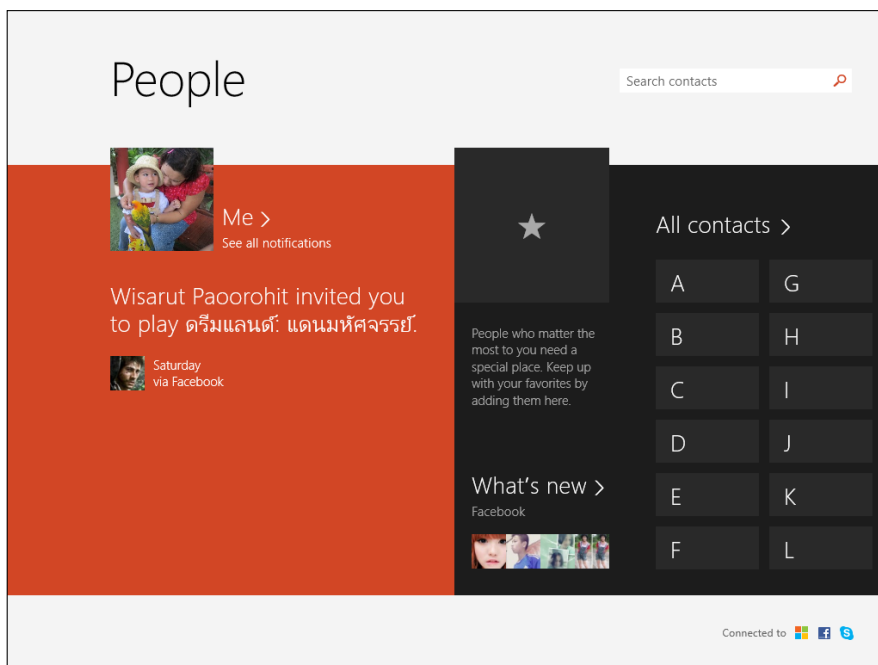 People
Search contacts
Me
See all notifications
Wisarut Paoorohit invited you
to play ดรีมแลนด์: แดนมหัศจรรย์.
Saturday
via Facebook
People who matter the
most to you need a
special place. Keep up
with your favorites by
adding them here.
What's new
Facebook
All contacts
A
G
B
H
C
I
D
J
E
K
F
L
Connected to